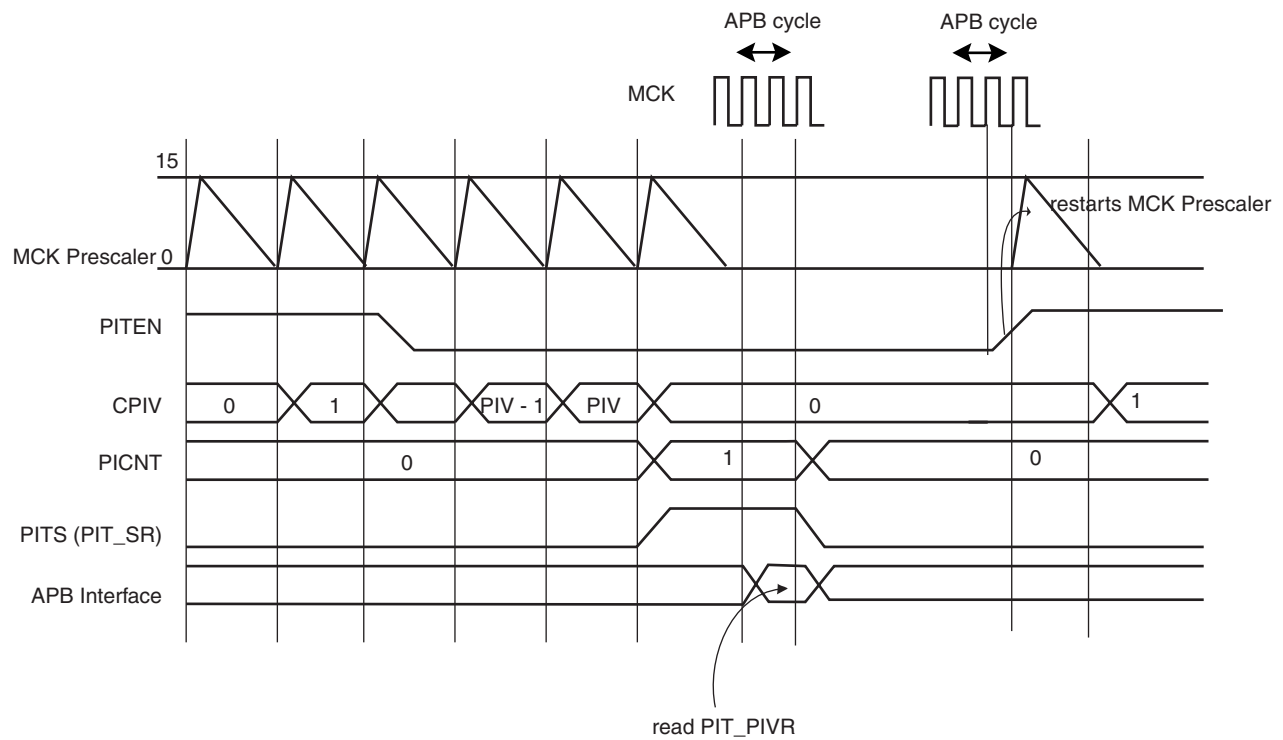 APB cycle
APB cycle
MCK
15
restarts MCK Prescaler
MCK Prescaler 0
PITEN
CPIV
0
1
PIV - 1
PIV
0
1
PICNT
0
1
0
PITS (PIT_SR)
APB Interface
read PIT_PIVR